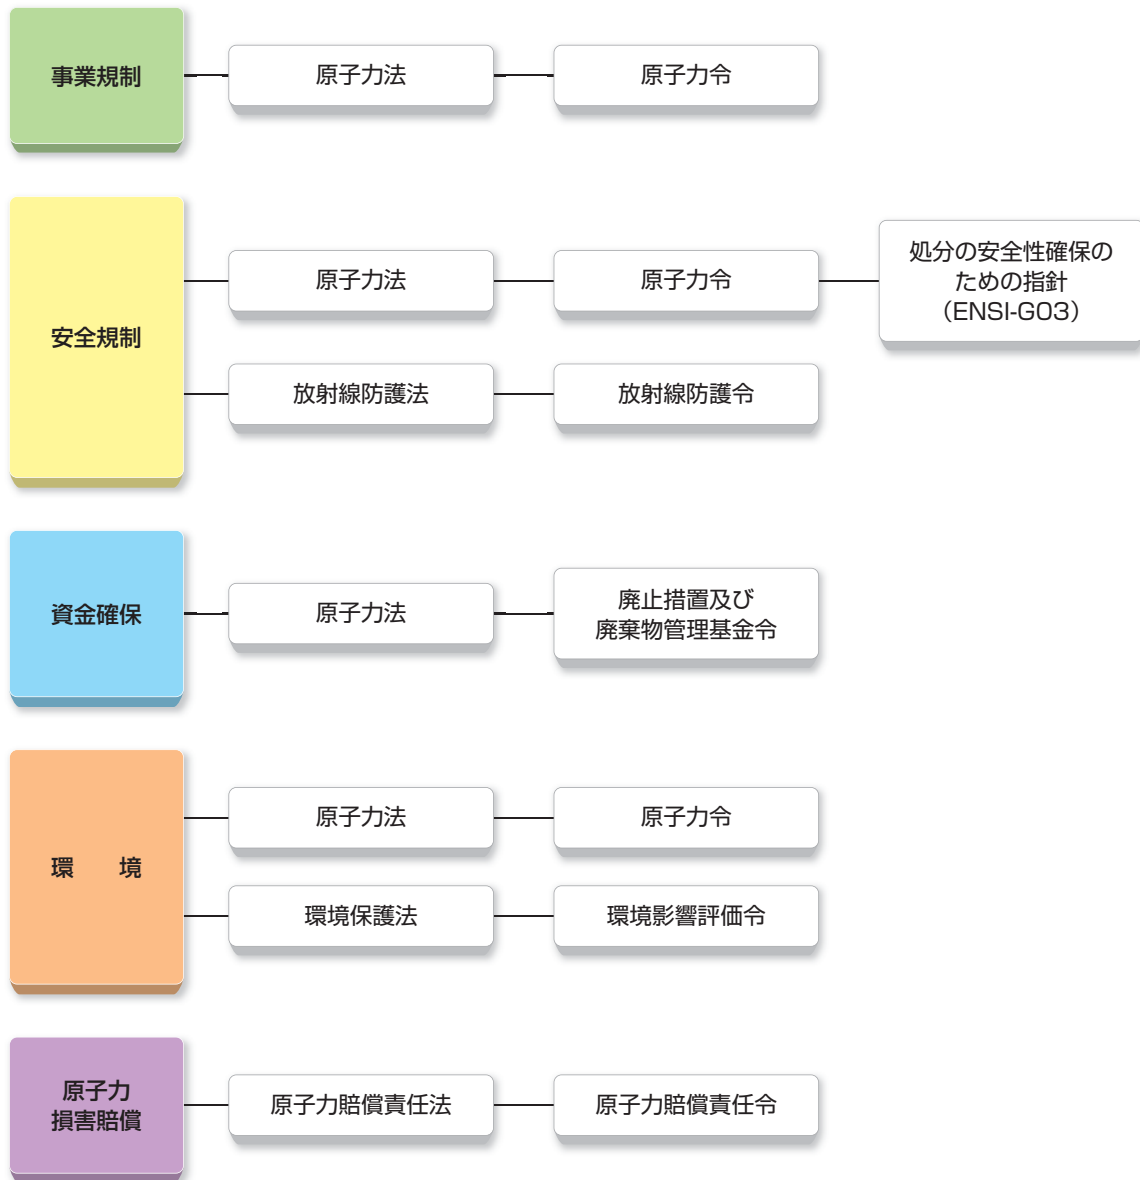 事業規制
原子力法
原子力令
安全規制
原子力法
原子力令
処分の安全性確保の
ための指針
（ENSI-G03）
放射線防護法
放射線防護令
資金確保
原子力法
廃止措置及び
廃棄物管理基金令
環　　境
原子力法
原子力令
環境保護法
環境影響評価令
原子力
損害賠償
原子力賠償責任法
原子力賠償責任令